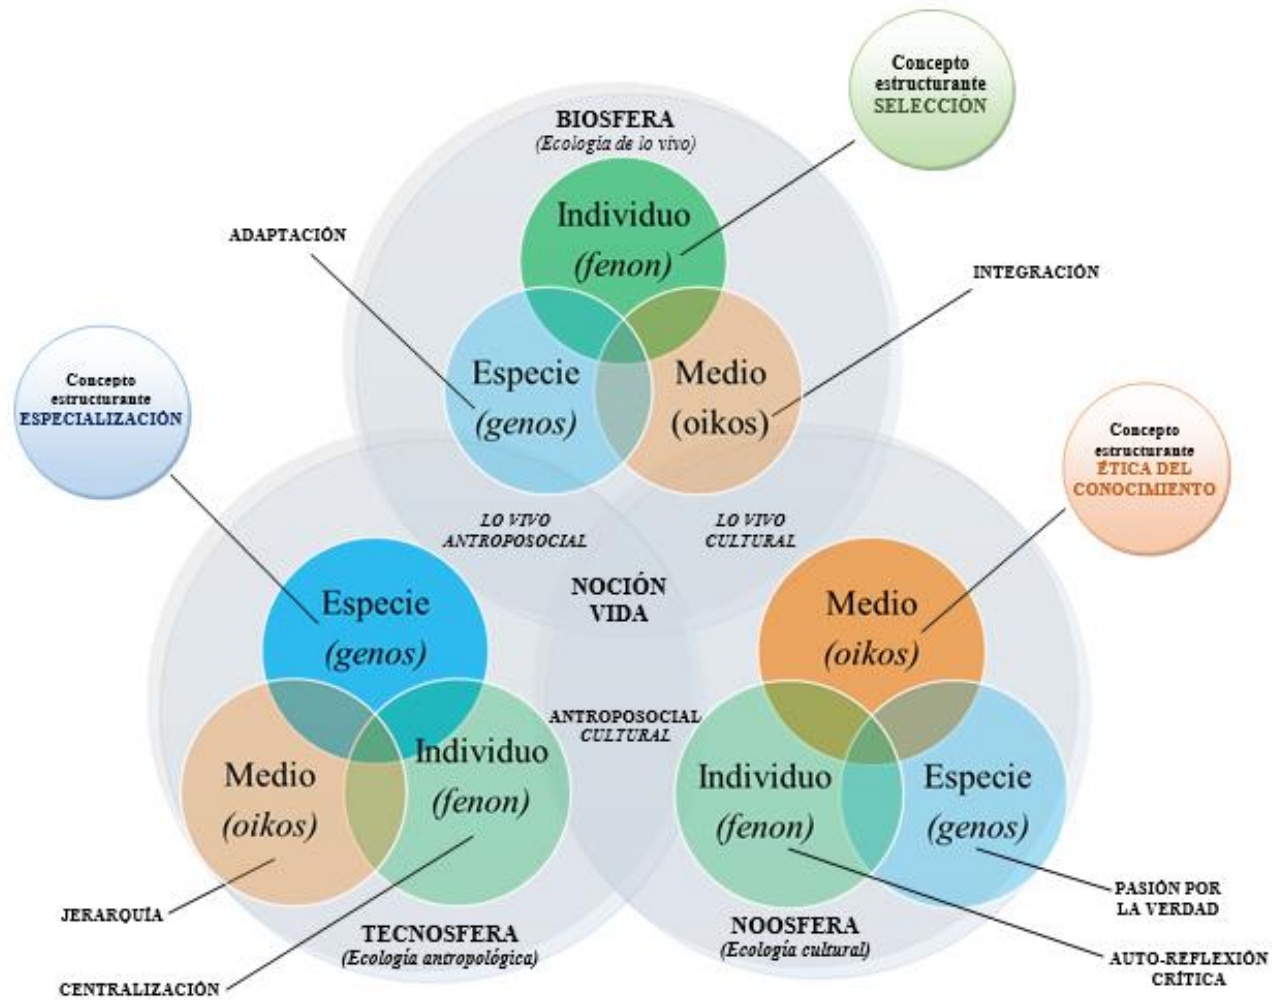 Concepto
estructurante
SELECCIÓN
BIOSFERA
(Ecología de lo vivo)
Individuo
(fenon)
ADAPTACIÓN
INTEGRACIÓN
Especie
(genos)
Medio
(oikos)
Concepto
estructurante
ESPECIALIZACIÓN
Concepto
estructurante
ÉTICA DEL
CONOCIMIENTO
LO VIVO
ANTROPOSOCIAL
LO VIVO
CULTURAL
NOCIÓN
VIDA
Especie
(genos)
Medio
(oikos)
ANTROPOSOCIAL
CULTURAL
Medio
(oikos)
Individuo
(fenon)
Individuo
(fenon)
Especie
(genos)
JERARQUÍA
TECNOSFERA
(Ecología antropológica)
NOOSFERA
(Ecología cultural)
PASIÓN POR
LA VERDAD
AUTO-REFLEXIÓN
CRÍTICA
CENTRALIZACIÓN